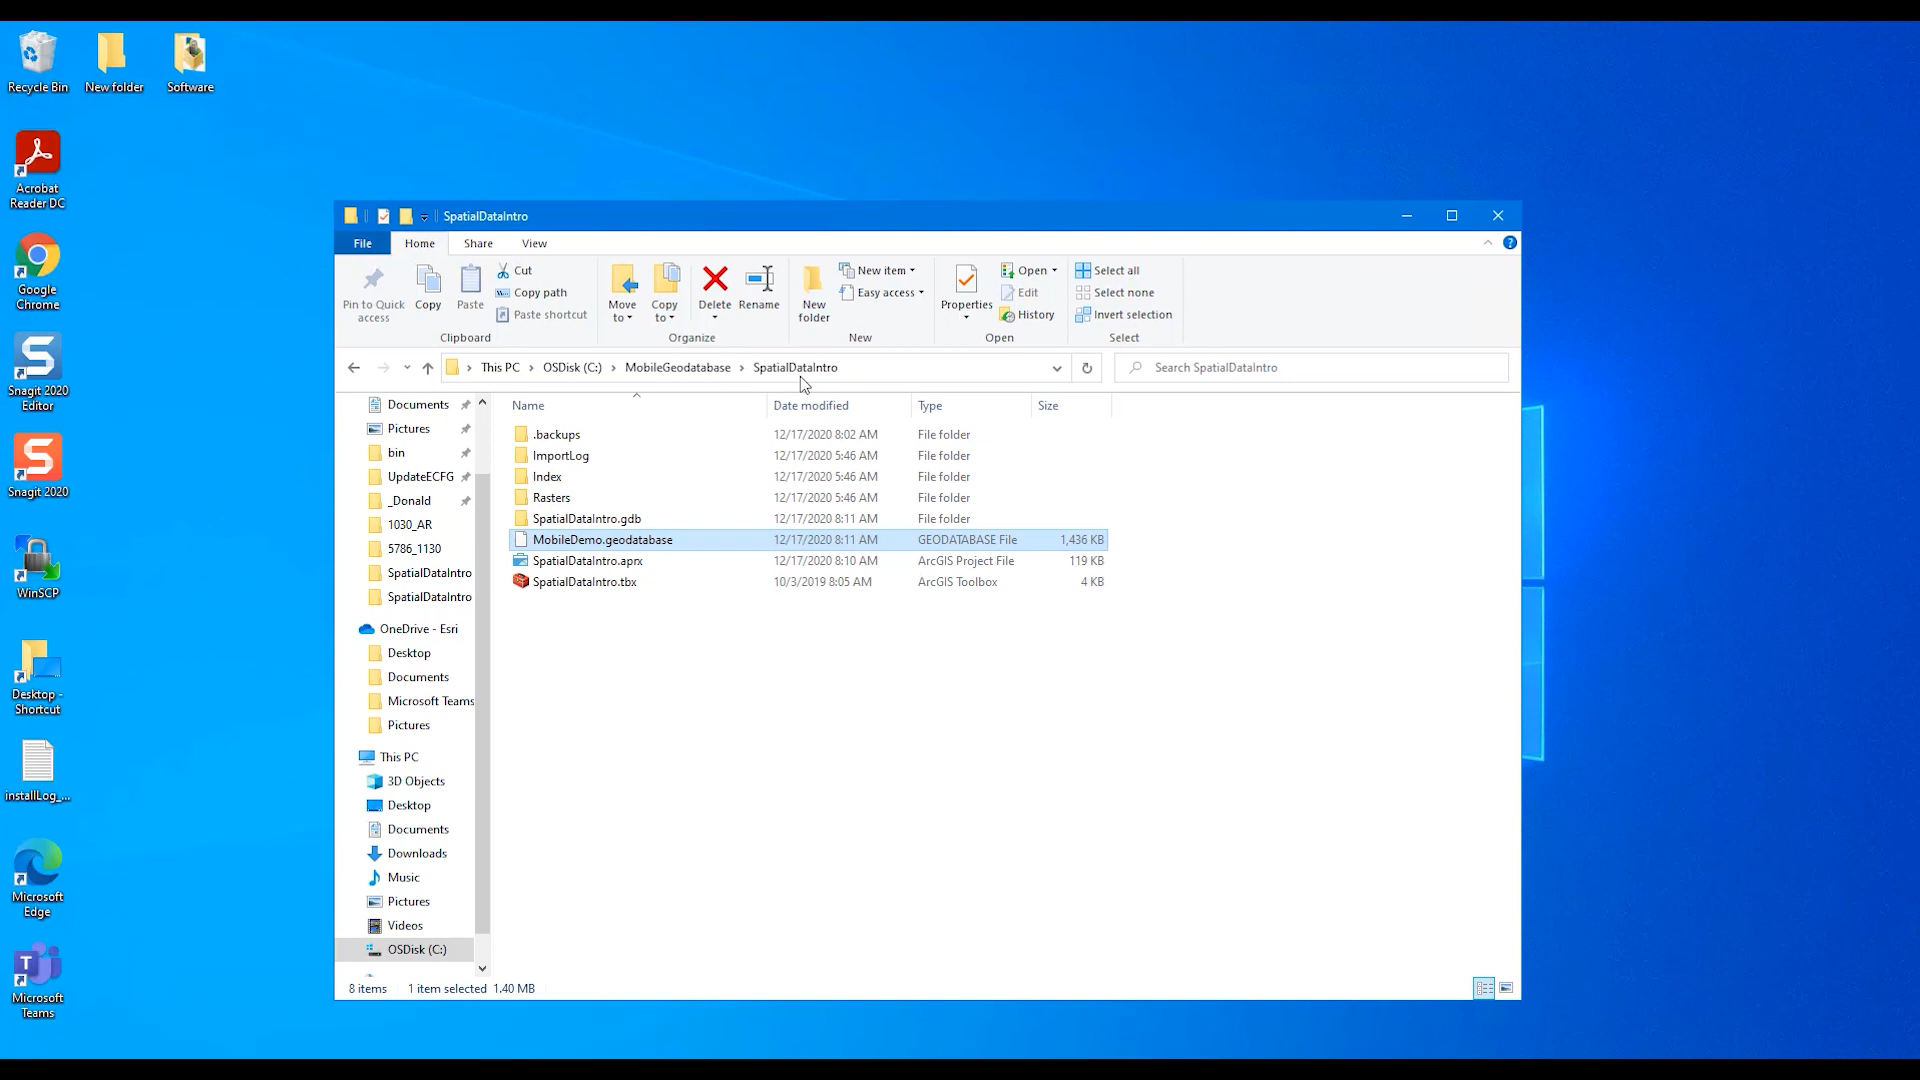 Recycle Bin
New folder
Software
Acrobat
Reader DC
Google
Chrome
Snagit 2020
Editor
Snagit 2020
WinSCP
Desktop -
Shortcut
installLog_...
Microsoft
Edge
Microsoft
Teams
SpatialDataIntro
File Home Share View
Pin to Quick
access
Copy
Paste
Cut
Copy path
Paste shortcut
Clipboard
Move
to
Copy
to
Delete
Rename
Organize
New
folder
New item
Easy access
New
Properties
Open
Edit
History
Open
Select all
Select none
Invert selection
Select
This PC > OSDisk (C:) > MobileGeodatabase > SpatialDataIntro
Search SpatialDataIntro
Documents
Pictures
bin
UpdateECFG
_Donald
1030_AR
5786_1130
SpatialDataIntro
SpatialDataIntro
OneDrive - Esri
Desktop
Documents
Microsoft Teams
Pictures
This PC
3D Objects
Desktop
Documents
Downloads
Music
Pictures
Videos
OSDisk (C:)
Name Date modified Type Size
.backups 12/17/2020 8:02 AM File folder
ImportLog 12/17/2020 5:46 AM File folder
Index 12/17/2020 5:46 AM File folder
Rasters 12/17/2020 5:46 AM File folder
SpatialDataIntro.gdb 12/17/2020 8:11 AM File folder
MobileDemo.geodatabase 12/17/2020 8:11 AM GEODATABASE File 1,436 KB
SpatialDataIntro.aprx 12/17/2020 8:10 AM ArcGIS Project File 119 KB
SpatialDataIntro.tbx 10/3/2019 8:05 AM ArcGIS Toolbox 4 KB
8 items 1 item selected 1.40 MB